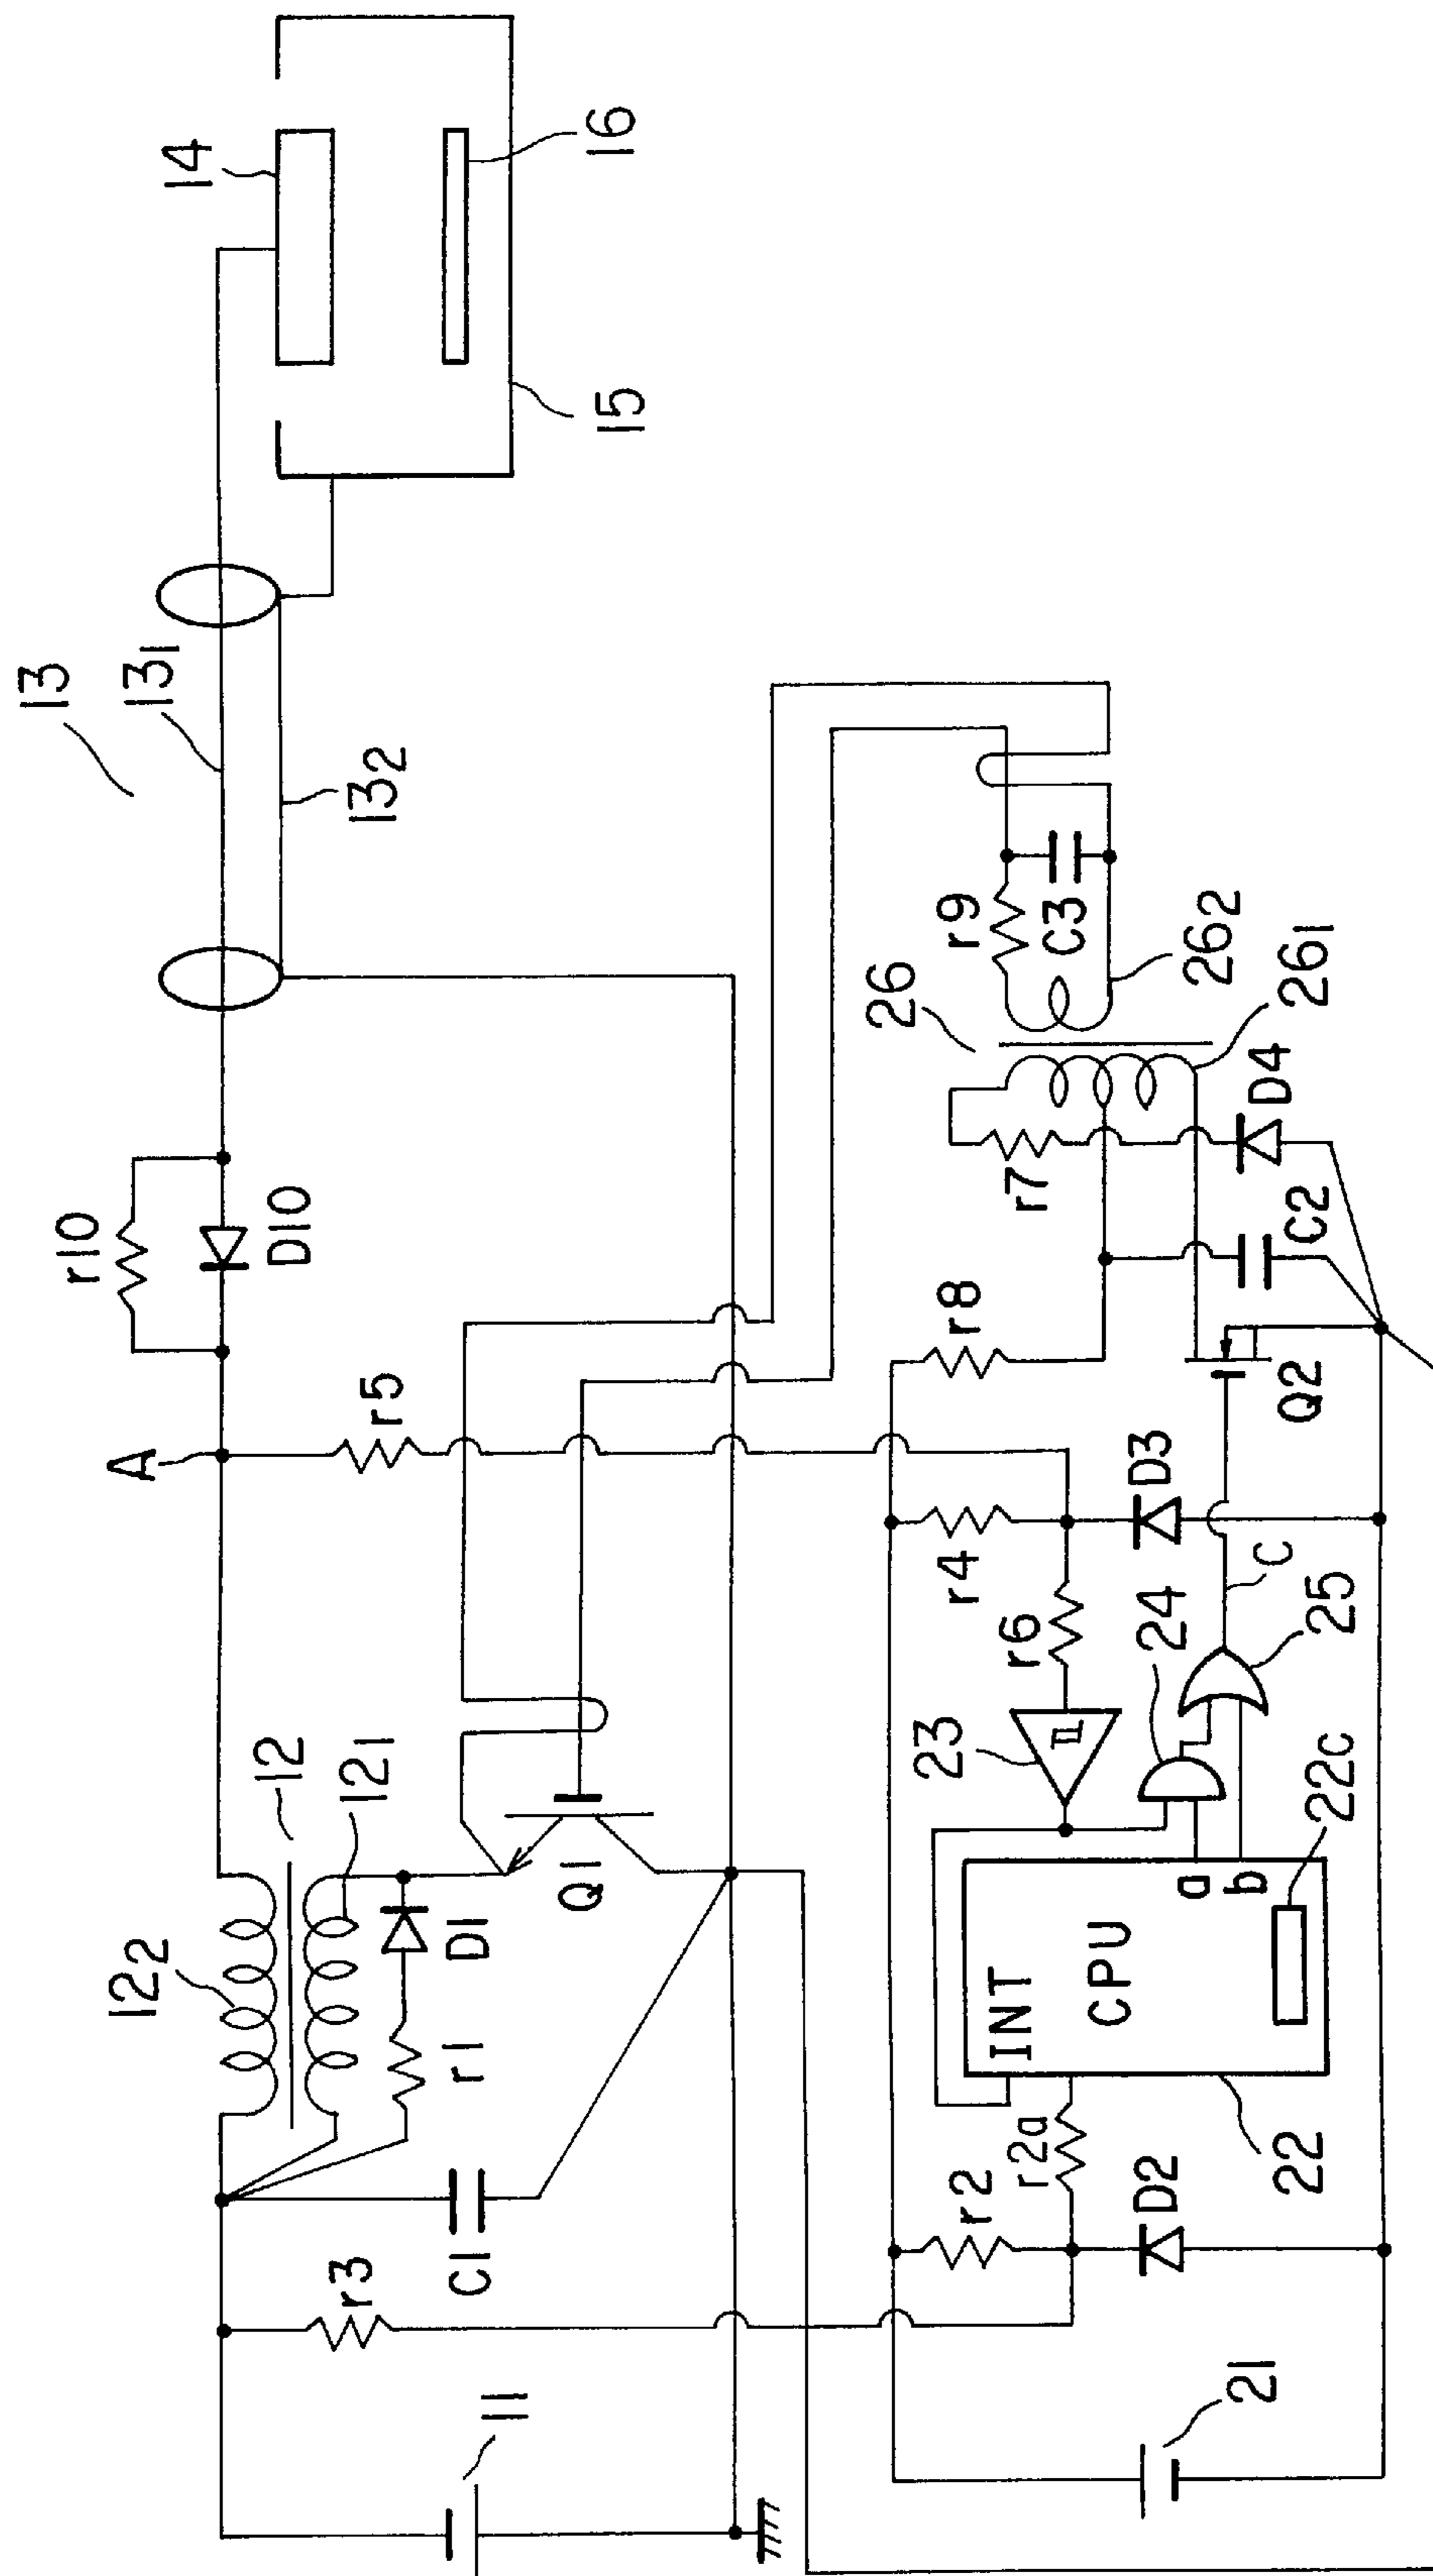 14
16
15
13
13₁
13₂
r10
D10
A
r5
12₂
12
12₁
D1
r1
Q1
C1
r3
11
r9
C3
26
26₂
26₁
r7
D4
C2
r8
Q2
r4
D3
c
r6
23
24
25
INT
CPU
a
b
22c
22
r2a
r2
D2
21